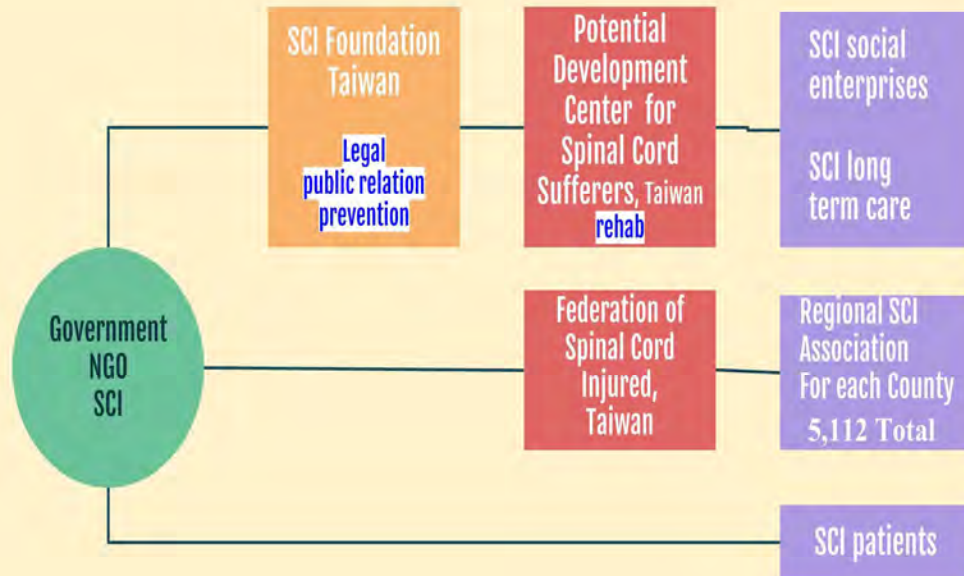 SCI Foundation
Taiwan
Legal
public relation
prevention
Potential
Development
Center for
Spinal Cord
Sufferers, Taiwan
rehab
SCI social
enterprises
SCI long
term care
Government
NGO
SCI
Federation of
Spinal Cord
Injured,
Taiwan
Regional SCI
Association
For each County
5,112 Total
SCI patients